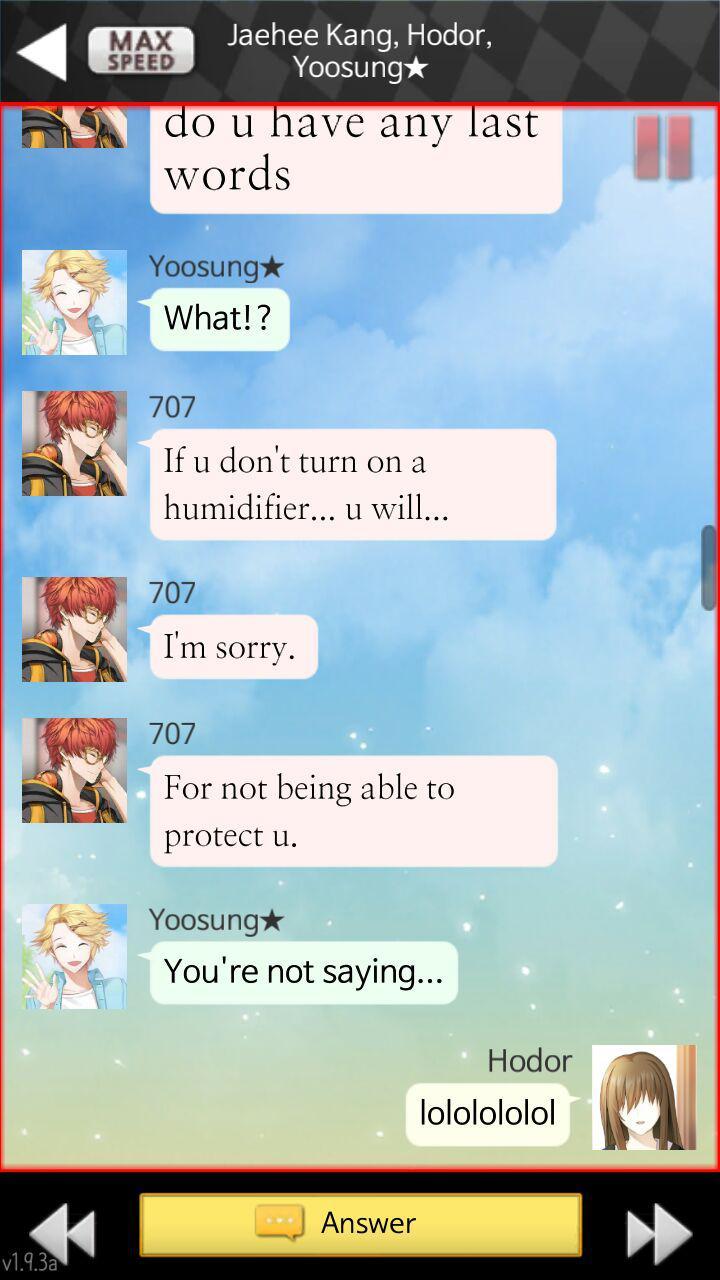 MAX
SPEED
Jaehee Kang, Hodor,
Yoosung★
do u have any last
words
Yoosung★
What!?
707
If u don't turn on a
humidifier... u will...
707
I'm sorry.
707
For not being able to
protect u.
Yoosung★
You're not saying...
Hodor
lolololololol
Answer
v1.9.3a